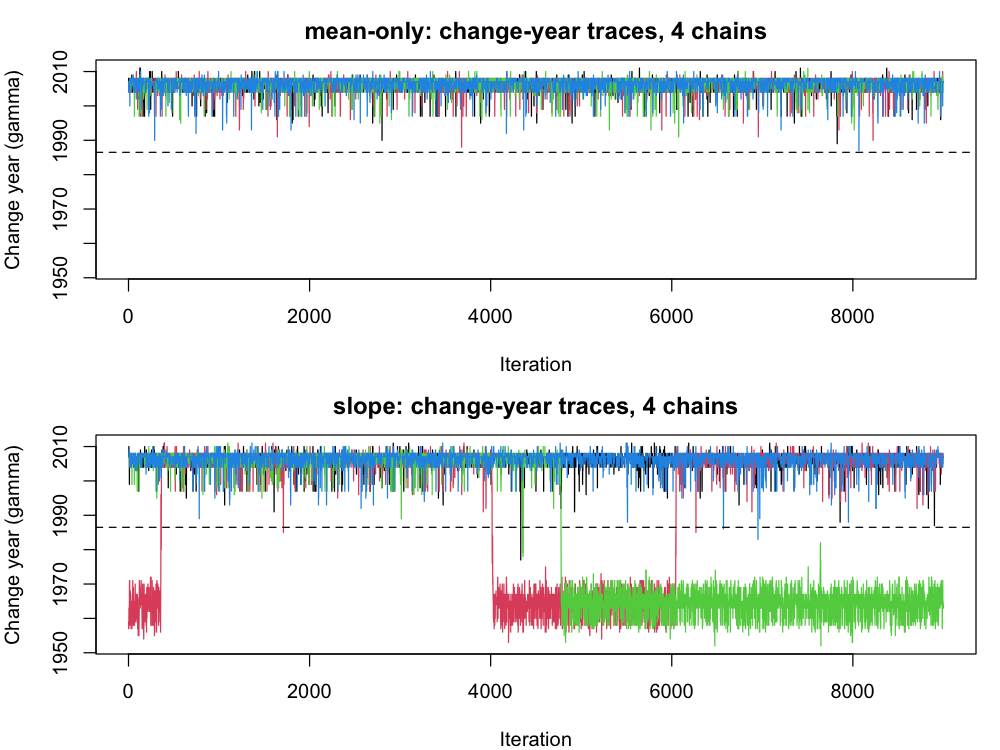 mean-only: change-year traces, 4 chains
Change year (gamma)
2010
1990
1970
1950
0 2000 4000 6000 8000
Iteration
slope: change-year traces, 4 chains
Change year (gamma)
2010
1990
1970
1950
0 2000 4000 6000 8000
Iteration